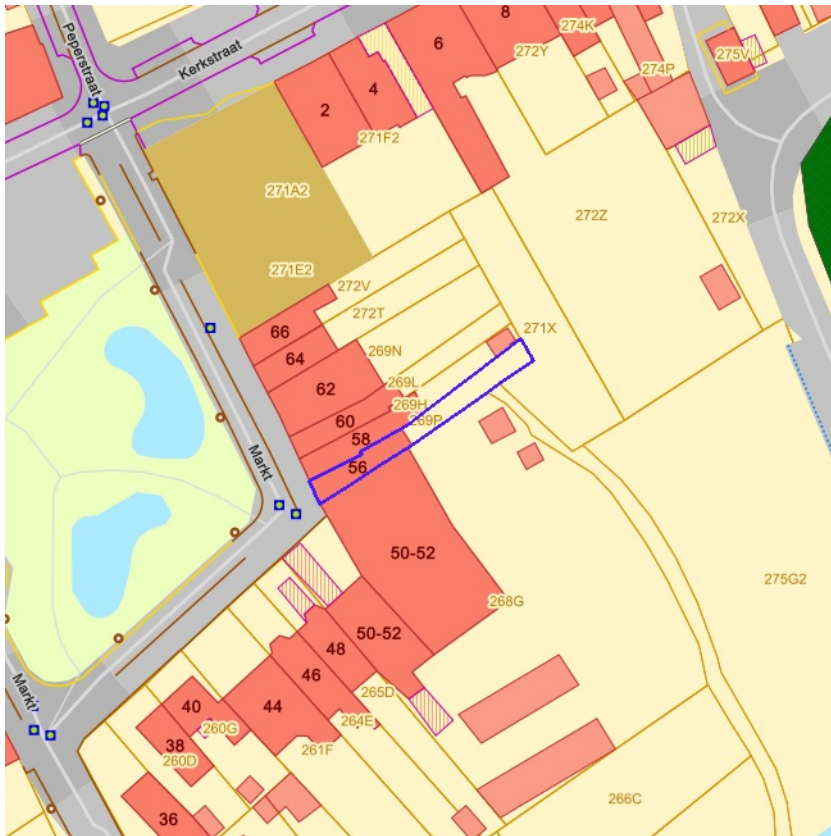 Peperstraat
Kerkstraat
2
4
6
8
272Y
274K
274P
275V
271F2
271A2
271E2
272Z
272X
272V
272T
271X
66
64
62
60
58
56
269N
269L
269H
269P
Markt
50-52
275G2
268G
50-52
48
46
44
40
38
36
265D
264E
261F
260G
260D
266C
Markt